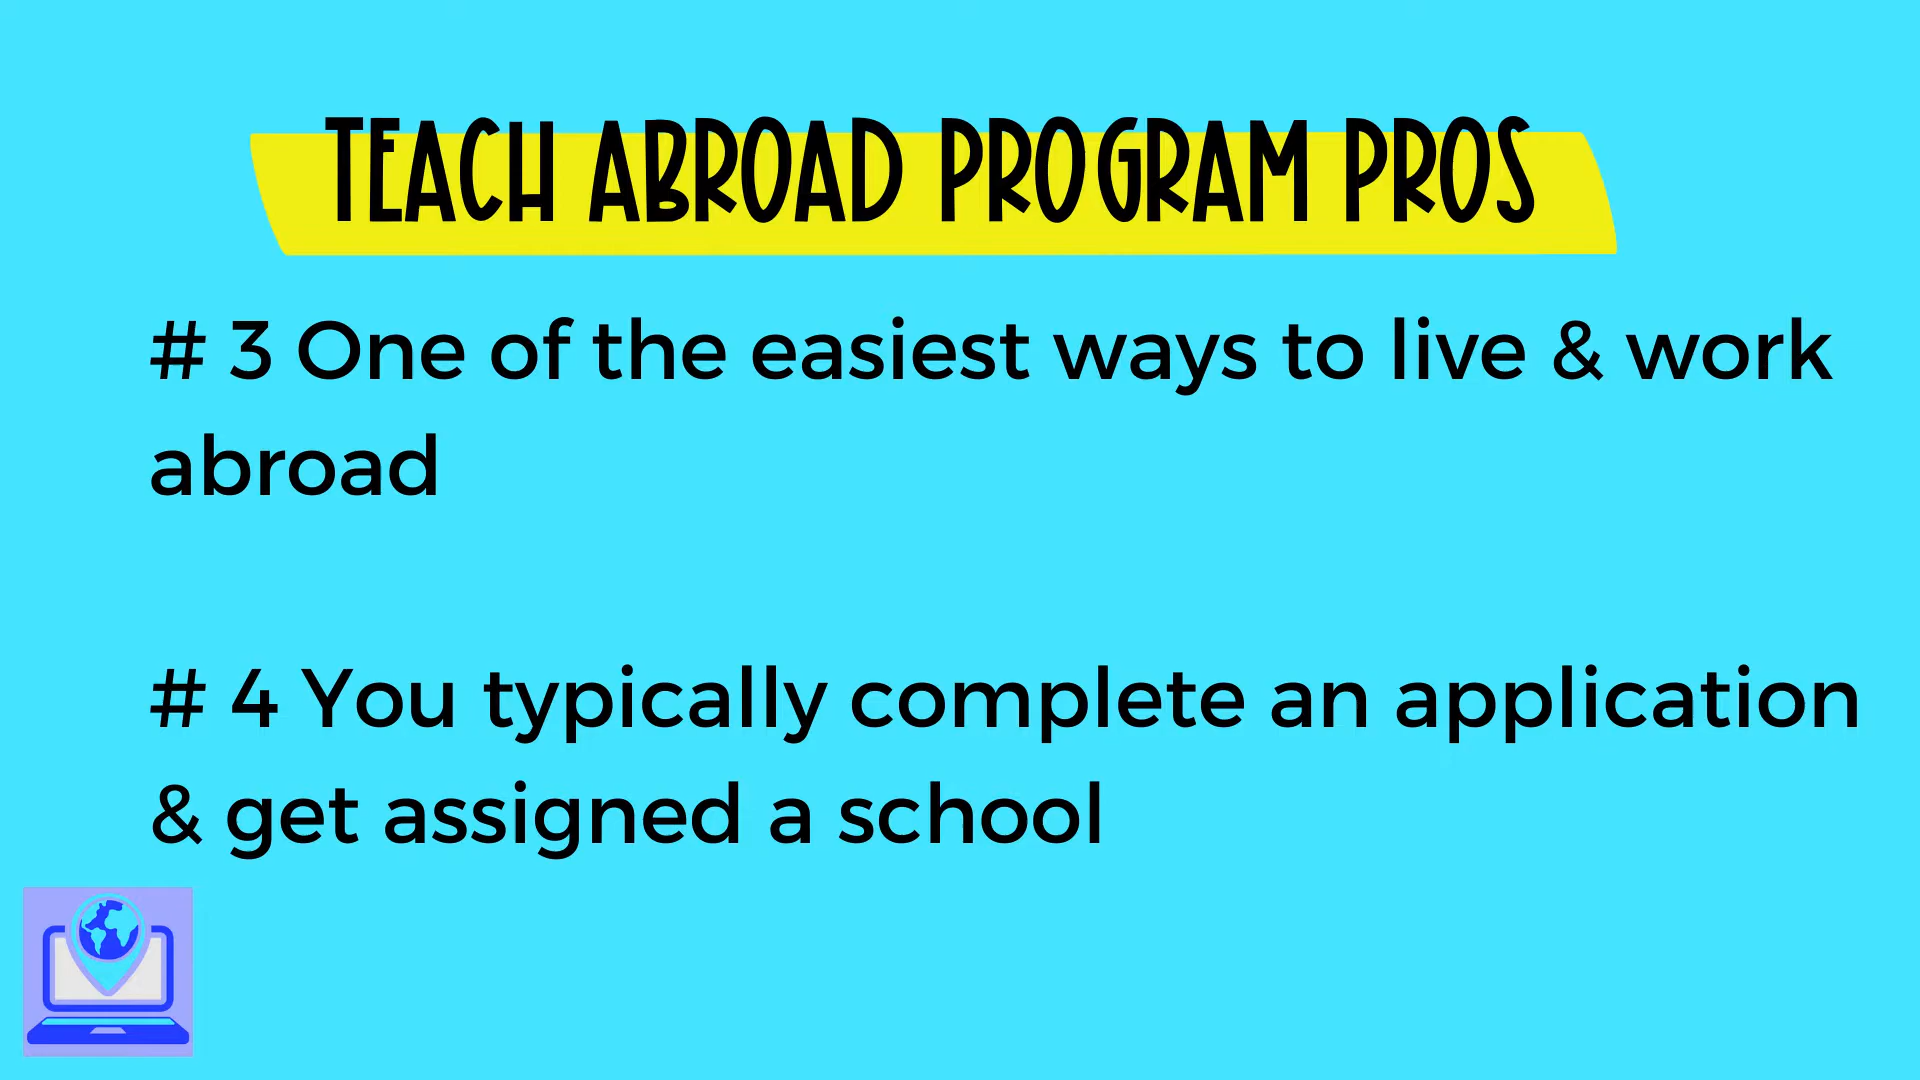 TEACH ABROAD PROGRAM PROS
# 3 One of the easiest ways to live & work
abroad
# 4 You typically complete an application
& get assigned a school